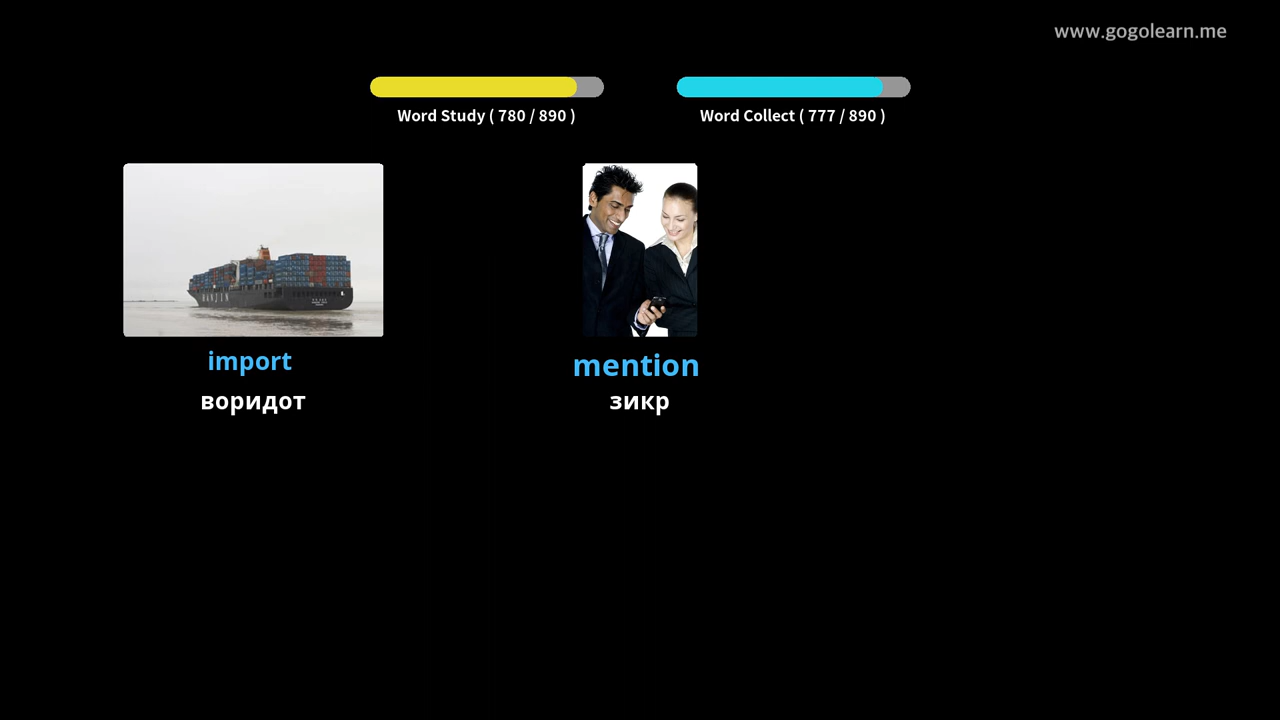 www.gogolearn.me
Word Study ( 780 / 890 )
Word Collect ( 777 / 890 )
import
воридот
mention
зикр